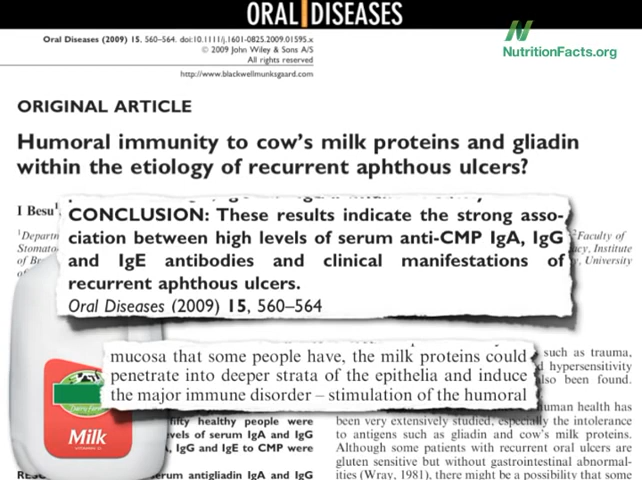 ORAL DISEASES
Oral Diseases (2009) 15, 560–564. doi:10.1111/j.1601-0825.2009.01595.x
© 2009 John Wiley & Sons A/S
All rights reserved
http://www.blackwellmunksgaard.com
NutritionFacts.org
ORIGINAL ARTICLE
Humoral immunity to cow's milk proteins and gliadin
within the etiology of recurrent aphthous ulcers?
I Besu1
CONCLUSION: These results indicate the strong asso-
ciation between high levels of serum anti-CMP IgA, IgG
and IgE antibodies and clinical manifestations of
recurrent aphthous ulcers.
Oral Diseases (2009) 15, 560–564
2Faculty of
Institute
University
mucosa that some people have, the milk proteins could
penetrate into deeper strata of the epithelia and induce
the major immune disorder – stimulation of the humoral
such as trauma,
hypersensitivity
also been found.
human health has
been very extensively studied, especially the intolerance
to antigens such as gliadin and cow's milk proteins.
Although some patients with recurrent oral ulcers are
gluten sensitive but without gastrointestinal abnormal-
ities (Wray, 1981), there might be a possibility that some
fifty healthy people were
levels of serum IgA and IgG
IgG and IgE to CMP were
serum antigliadin IgA and IgG
Milk